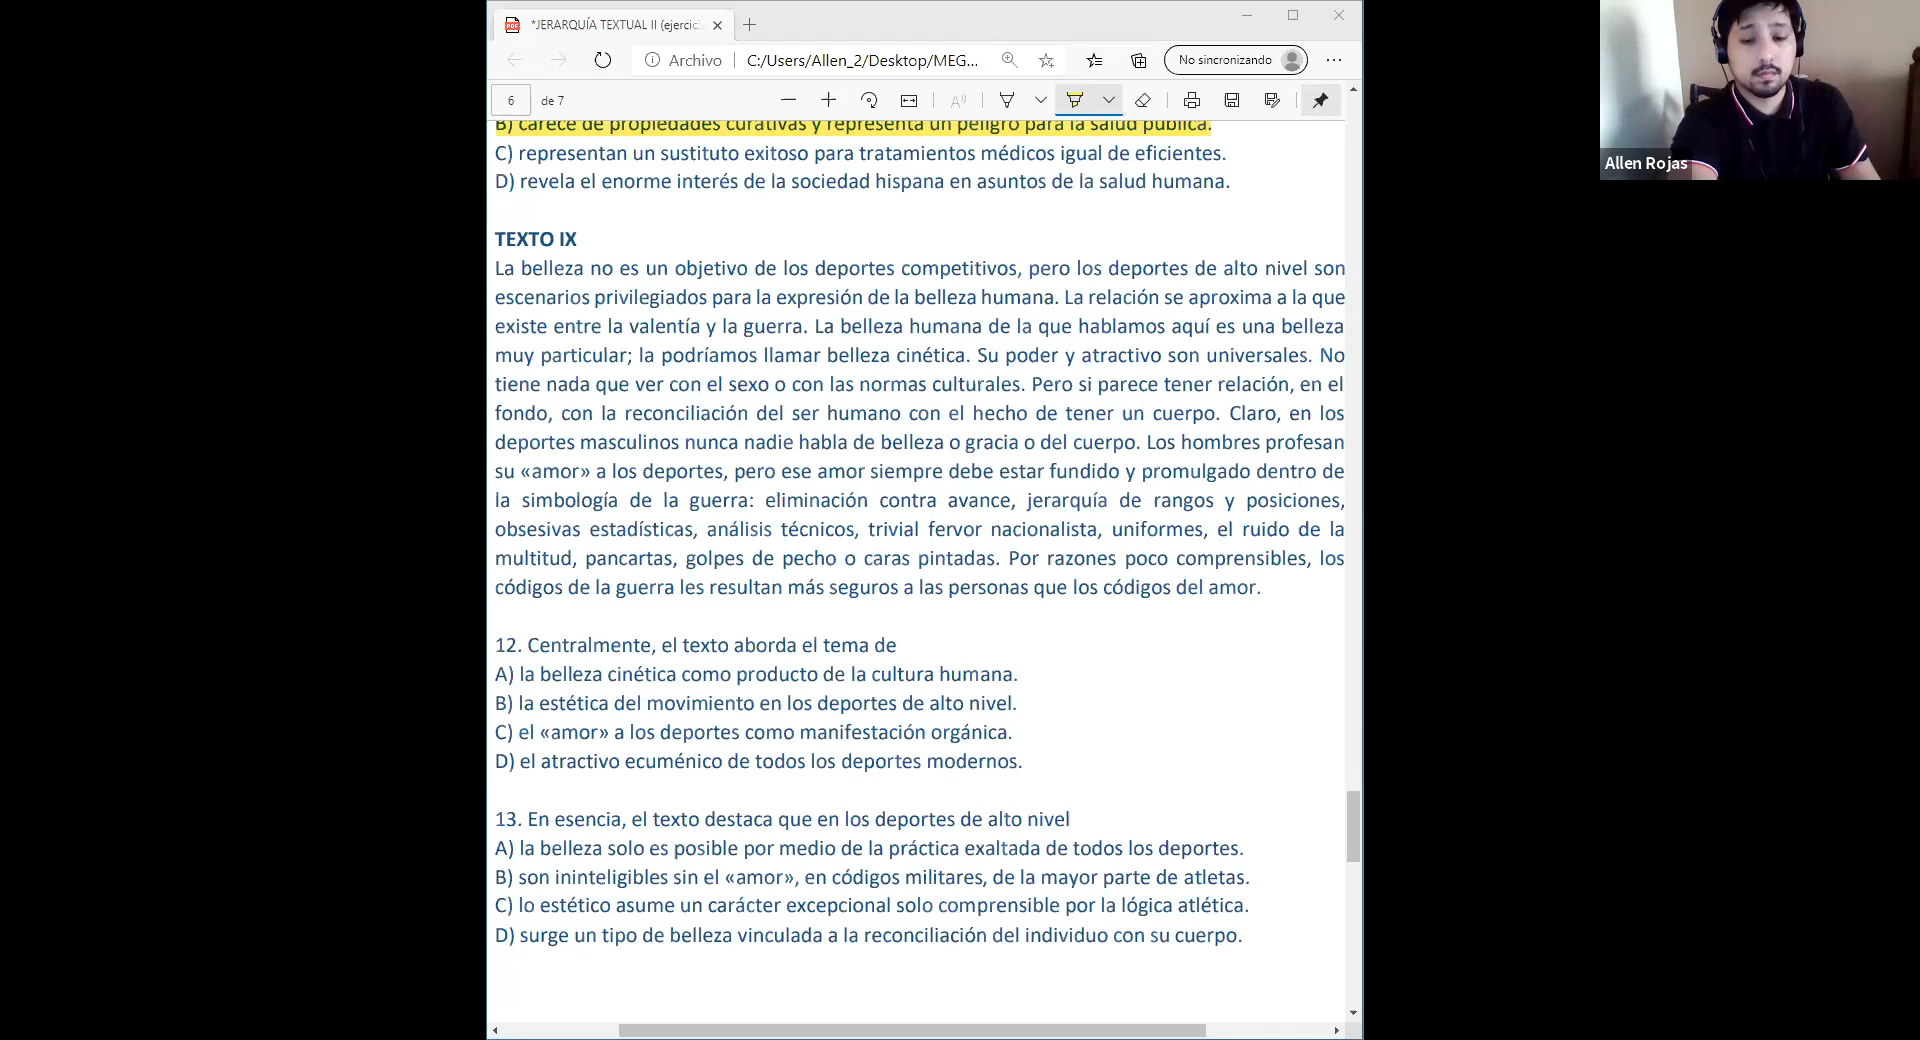 *JERARQUÍA TEXTUAL II (ejercic
Archivo
C:/Users/Allen_2/Desktop/MEG...
No sincronizando
6 de 7
B) carece de propiedades curativas y representa un peligro para la salud pública.
C) representan un sustituto exitoso para tratamientos médicos igual de eficientes.
D) revela el enorme interés de la sociedad hispana en asuntos de la salud humana.
TEXTO IX
La belleza no es un objetivo de los deportes competitivos, pero los deportes de alto nivel son
escenarios privilegiados para la expresión de la belleza humana. La relación se aproxima a la que
existe entre la valentía y la guerra. La belleza humana de la que hablamos aquí es una belleza
muy particular; la podríamos llamar belleza cinética. Su poder y atractivo son universales. No
tiene nada que ver con el sexo o con las normas culturales. Pero si parece tener relación, en el
fondo, con la reconciliación del ser humano con el hecho de tener un cuerpo. Claro, en los
deportes masculinos nunca nadie habla de belleza o gracia o del cuerpo. Los hombres profesan
su «amor» a los deportes, pero ese amor siempre debe estar fundido y promulgado dentro de
la simbología de la guerra: eliminación contra avance, jerarquía de rangos y posiciones,
obsesivas estadísticas, análisis técnicos, trivial fervor nacionalista, uniformes, el ruido de la
multitud, pancartas, golpes de pecho o caras pintadas. Por razones poco comprensibles, los
códigos de la guerra les resultan más seguros a las personas que los códigos del amor.
12. Centralmente, el texto aborda el tema de
A) la belleza cinética como producto de la cultura humana.
B) la estética del movimiento en los deportes de alto nivel.
C) el «amor» a los deportes como manifestación orgánica.
D) el atractivo ecuménico de todos los deportes modernos.
13. En esencia, el texto destaca que en los deportes de alto nivel
A) la belleza solo es posible por medio de la práctica exaltada de todos los deportes.
B) son ininteligibles sin el «amor», en códigos militares, de la mayor parte de atletas.
C) lo estético asume un carácter excepcional solo comprensible por la lógica atlética.
D) surge un tipo de belleza vinculada a la reconciliación del individuo con su cuerpo.
Allen Rojas